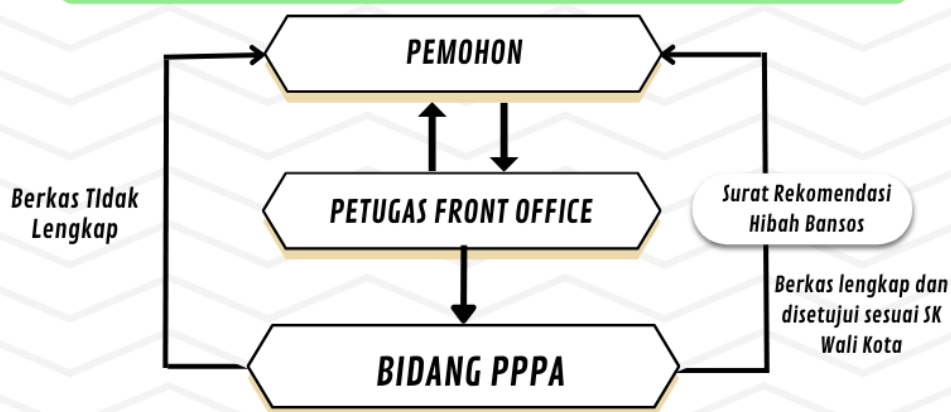 PEMOHON
Berkas TIdak
Lengkap
PETUGAS FRONT OFFICE
Surat Rekomendasi
Hibah Bansos
Berkas lengkap dan
disetujui sesuai SK
Wali Kota
BIDANG PPPA